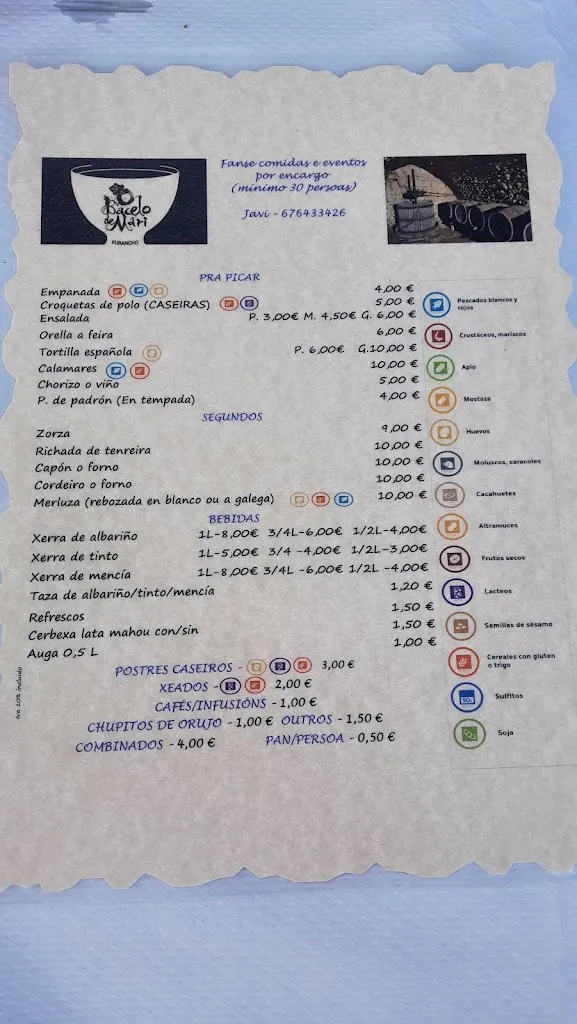 Bacelo
de Mari
FURANCHO
Fanse comidas e eventos
por encargo
(mínimo 30 persoas)
Javi - 676433426
PRA PICAR
Empanada 4,00 €
Croquetas de polo (CASEIRAS) 5,00 €
Ensalada P. 3,00€ M. 4,50€ G. 6,00 €
Orella a feira 6,00 €
Tortilla española P. 6,00€ G.10,00 €
Calamares 10,00 €
Chorizo o viño 5,00 €
P. de padrón (En tempada) 4,00 €
SEGUNDOS
Zorza 9,00 €
Richada de tenreira 10,00 €
Capón o forno 10,00 €
Cordeiro o forno 10,00 €
Merluza (rebozada en blanco ou a galega) 10,00 €
BEBIDAS
Xerra de albariño 1L-8,00€ 3/4L-6,00€ 1/2L-4,00€
Xerra de tinto 1L-5,00€ 3/4 -4,00€ 1/2L-3,00€
Xerra de mencía 1L-8,00€ 3/4L -6,00€ 1/2L -4,00€
Taza de albariño/tinto/mencía 1,20 €
Refrescos 1,50 €
Cerbexa lata mahou con/sin 1,50 €
Auga 0,5 L 1,00 €
POSTRES CASEIROS - 3,00 €
XEADOS - 2,00 €
CAFÉS/INFUSIÓNS - 1,00 €
CHUPITOS DE ORUJO - 1,00 € OUTROS - 1,50 €
COMBINADOS - 4,00 € PAN/PERSOA - 0,50 €
Iva 10% incluido
Pescados blancos y
rojos
Crustáceos, mariscos
Apio
Mostaza
Huevos
Moluscos, caracoles
Cacahuetes
Altramuces
Frutos secos
Lacteos
Semillas de sésamo
Cereales con gluten
o trigo
Sulfitos
Soja